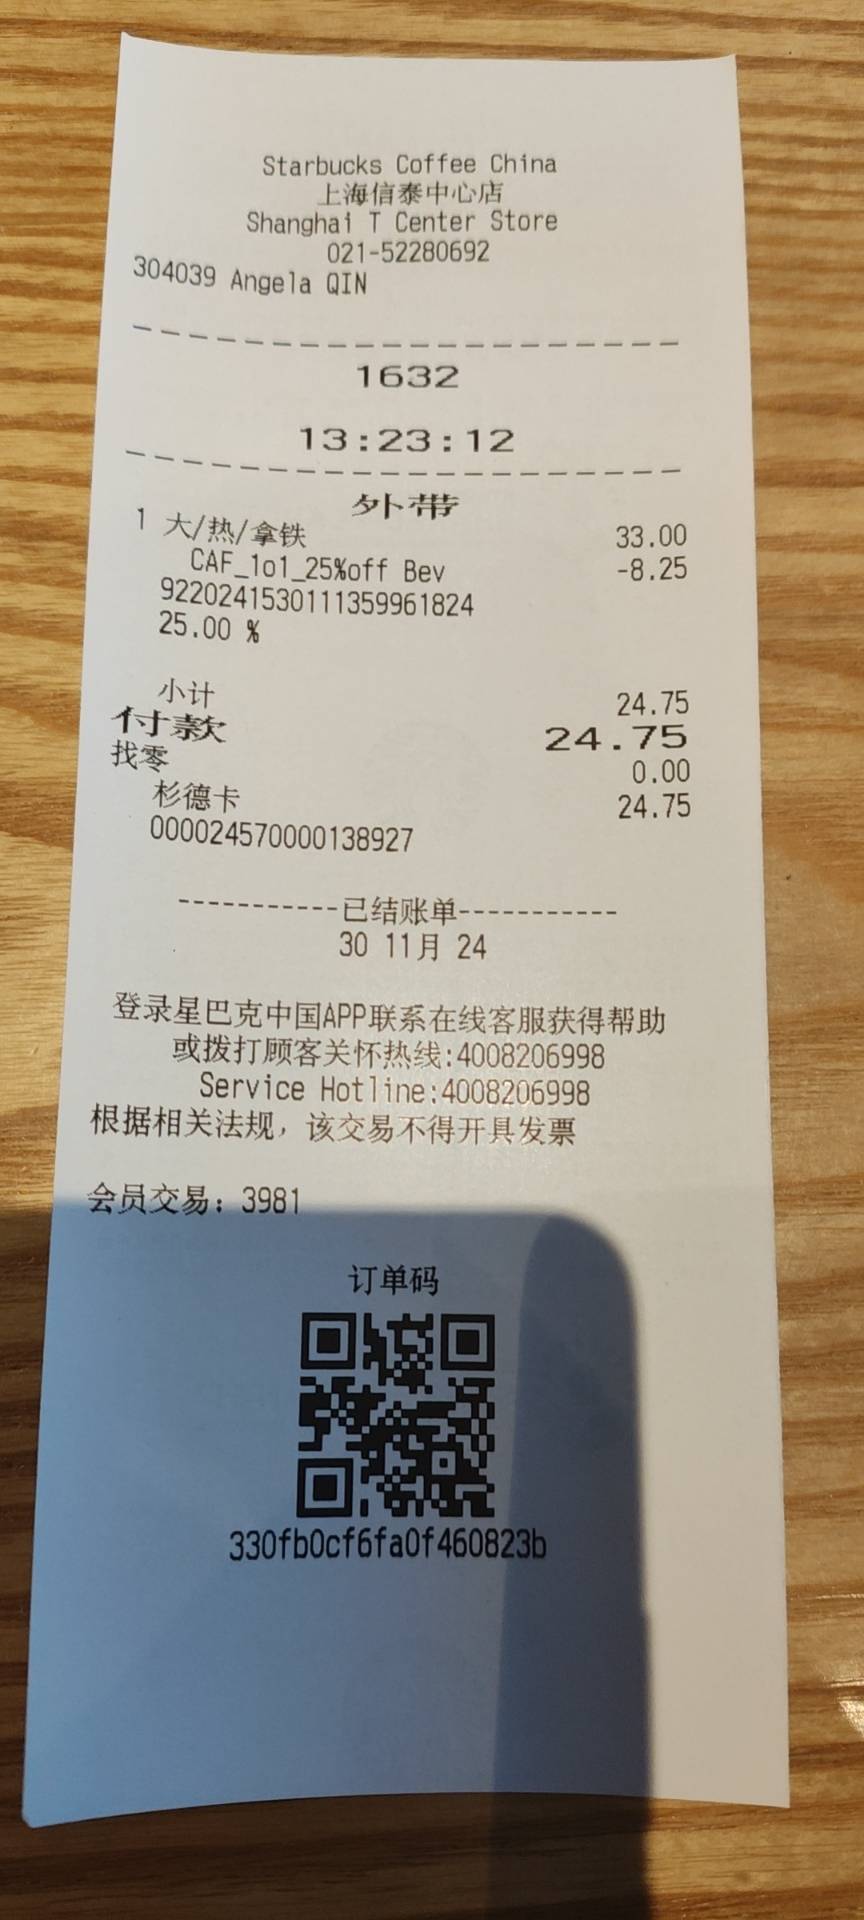 Starbucks Coffee China
上海信泰中心店
Shanghai T Center Store
021-52280692
304039 Angela QIN
1632
13:23:12
外带
1 大/热/拿铁 33.00
CAF_1o1_25%off Bev -8.25
9220241530111359961824
25.00 %
小计 24.75
付款 24.75
找零 0.00
杉德卡 24.75
000024570000138927
-----------已结账单-----------
30 11月 24
登录星巴克中国APP联系在线客服获得帮助
或拨打顾客关怀热线:4008206998
Service Hotline:4008206998
根据相关法规，该交易不得开具发票
会员交易：3981
订单码
330fb0cf6fa0f460823b